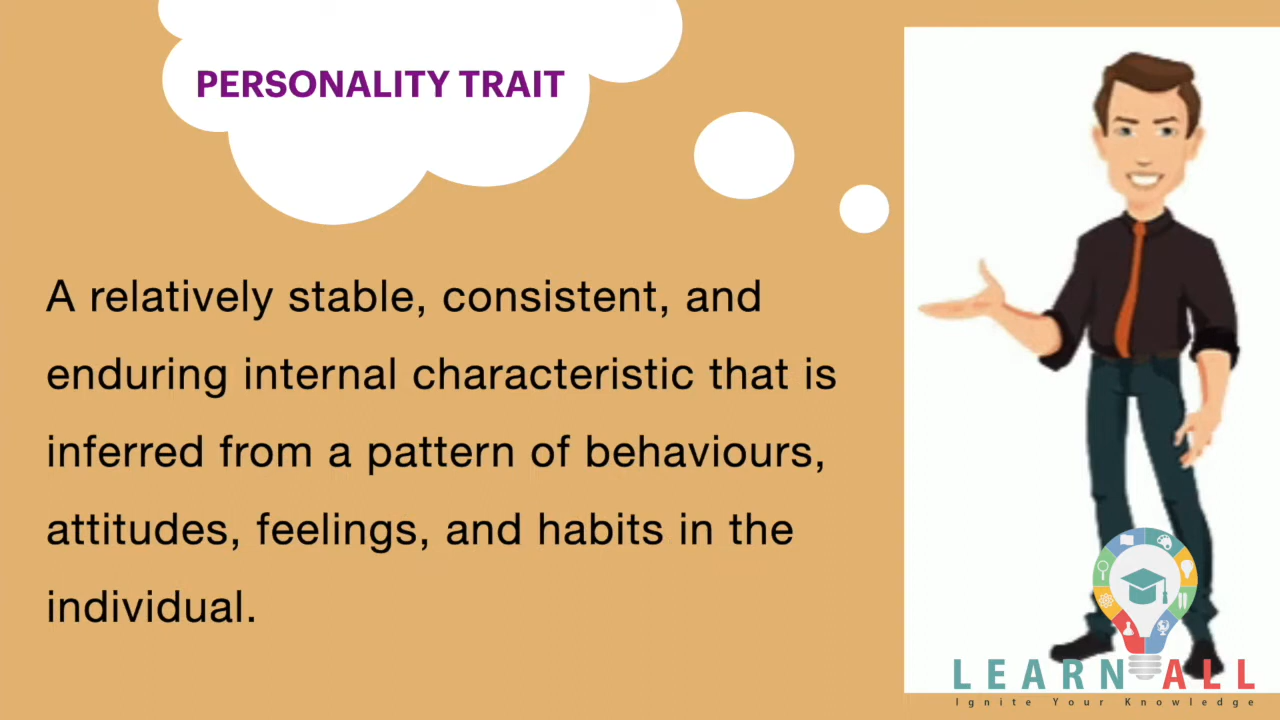 PERSONALITY TRAIT
A relatively stable, consistent, and
enduring internal characteristic that is
inferred from a pattern of behaviours,
attitudes, feelings, and habits in the
individual.
LEARN ALL
Ignite Your Knowledge